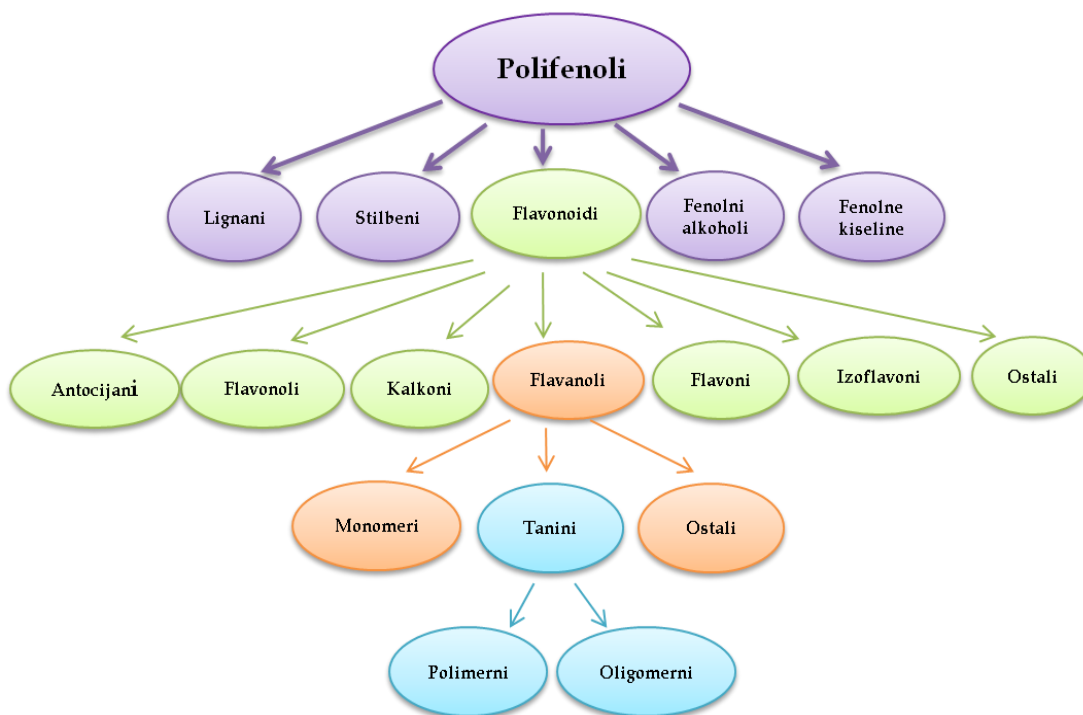 Polifenoli
Lignani
Stilbeni
Flavonoidi
Fenolni
alkoholi
Fenolne
kiseline
Antocijani
Flavonoli
Kalkoni
Flavanoli
Flavoni
Izoflavoni
Ostali
Monomeri
Tanini
Ostali
Polimerni
Oligomerni